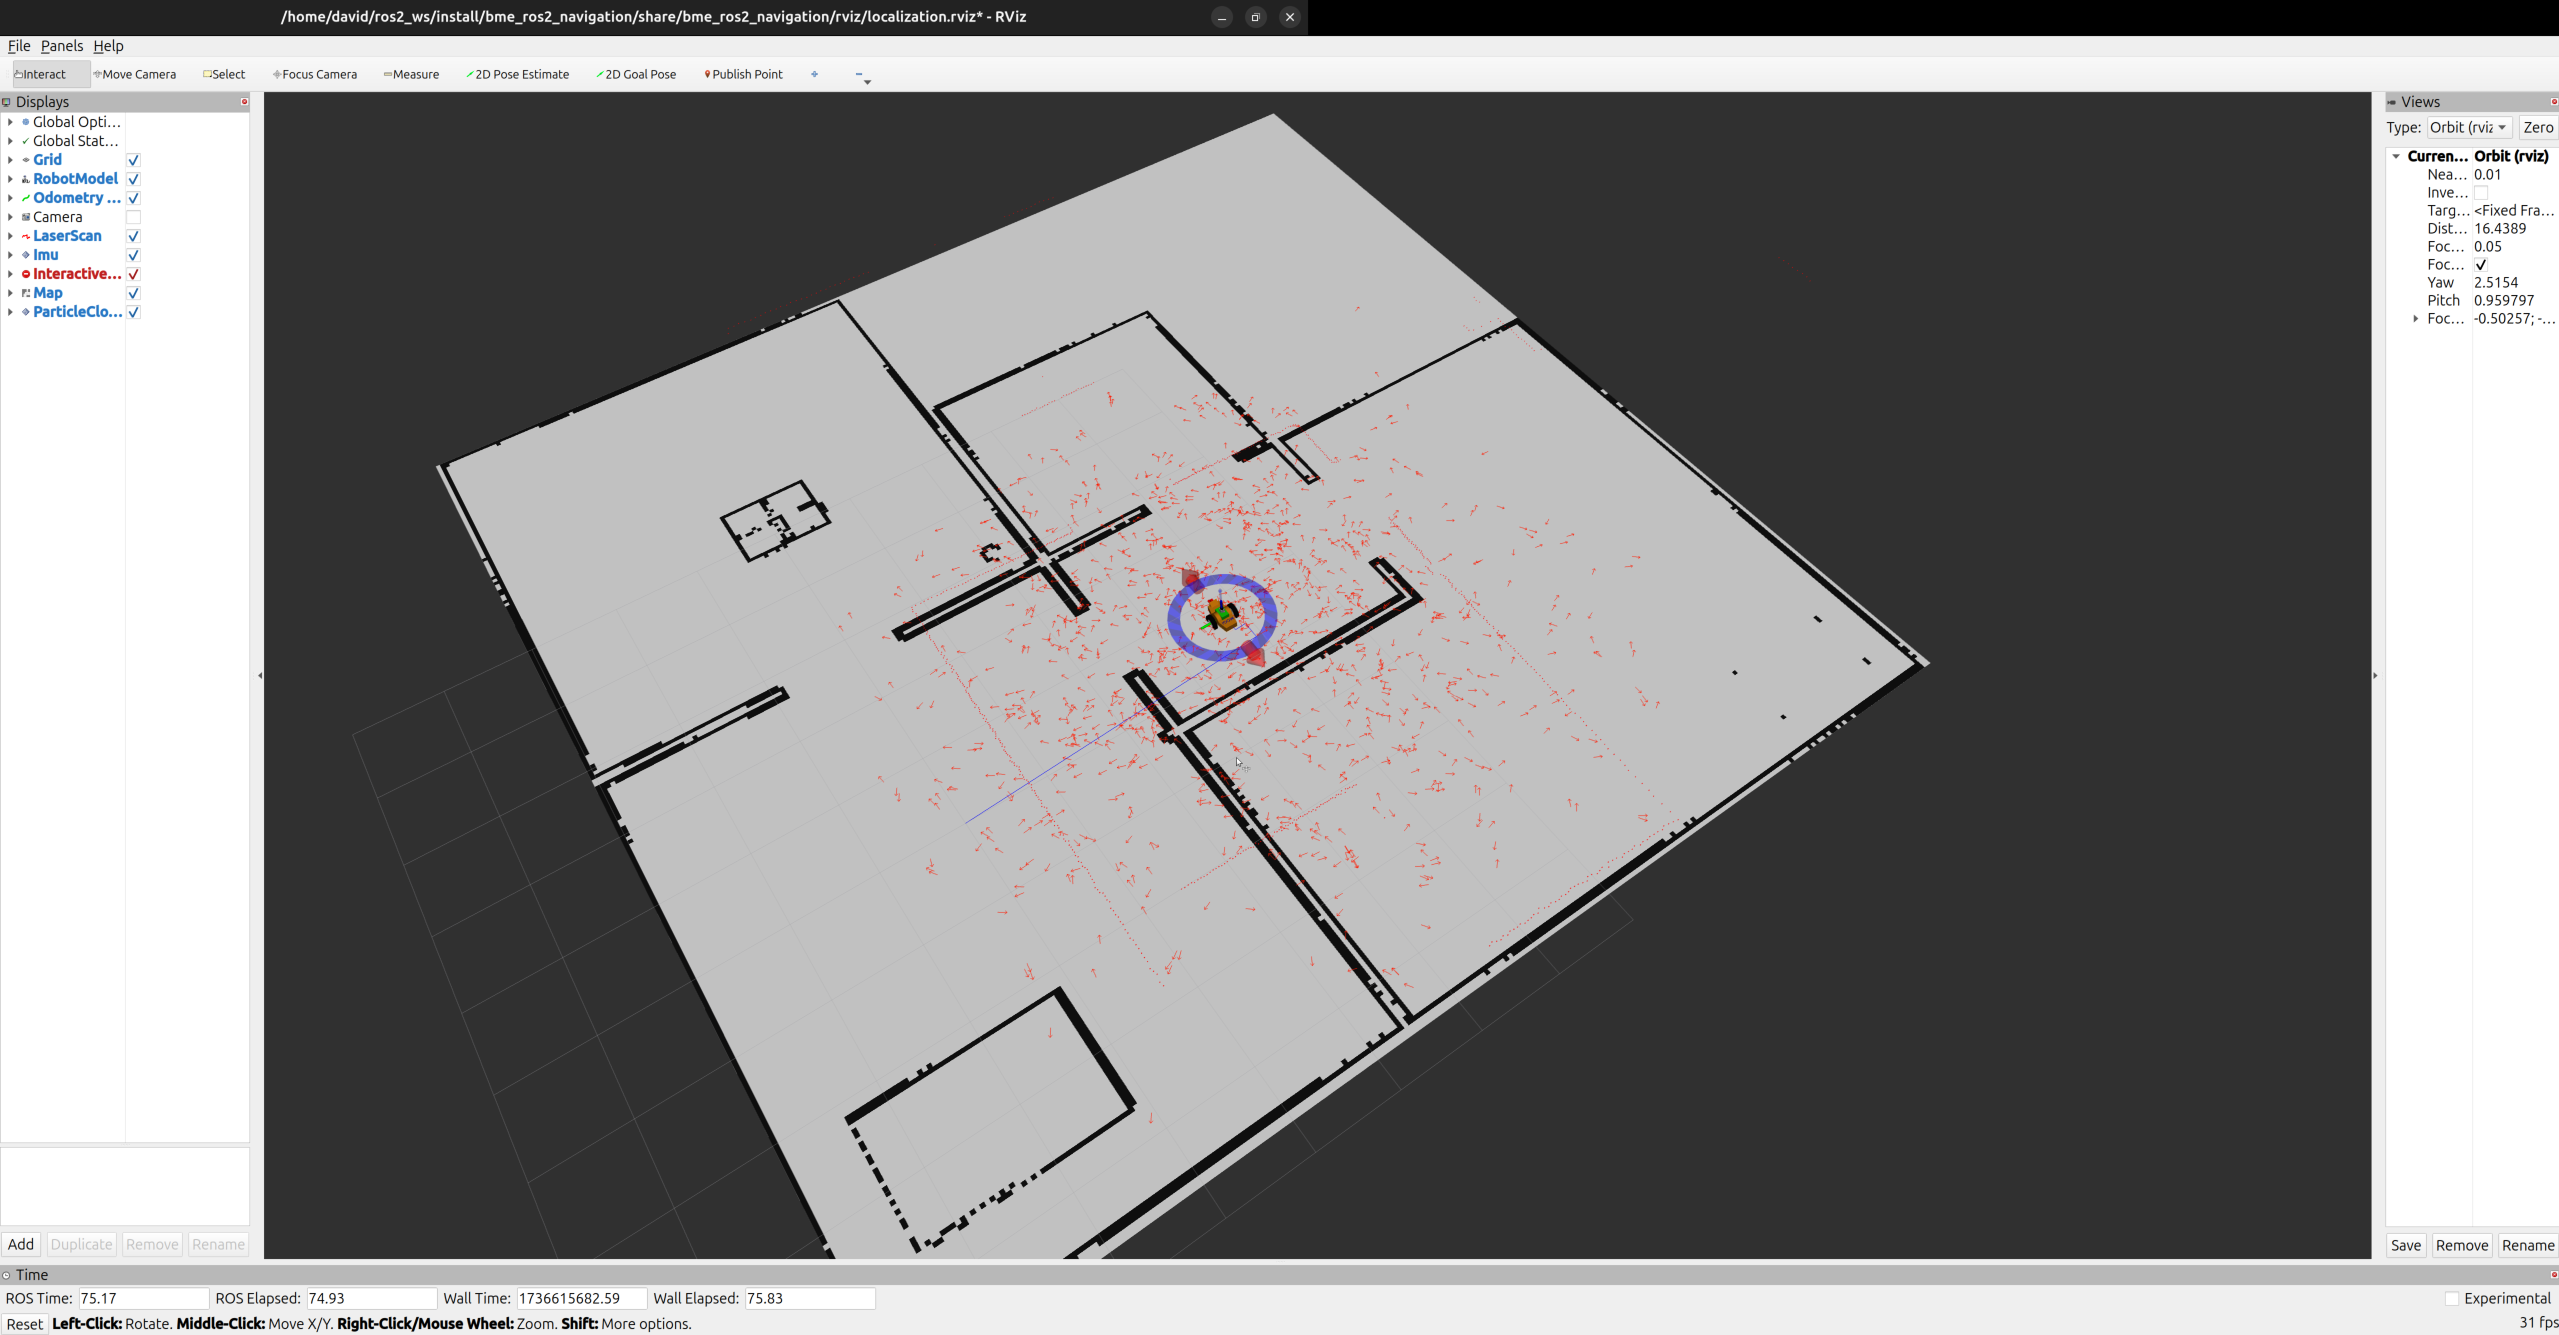 /home/david/ros2_ws/install/bme_ros2_navigation/share/bme_ros2_navigation/rviz/localization.rviz* - RViz
File Panels Help
Interact Move Camera Select Focus Camera Measure 2D Pose Estimate 2D Goal Pose Publish Point
Displays
Global Opti...
Global Stat...
Grid
RobotModel
Odometry ...
Camera
LaserScan
Imu
Interactive...
Map
ParticleClo...
Add Duplicate Remove Rename
Views
Type: Orbit (rviz Zero
Curren... Orbit (rviz)
Nea... 0.01
Inve...
Targ... <Fixed Fra...
Dist... 16.4389
Foc... 0.05
Foc...
Yaw 2.5154
Pitch 0.959797
Foc... -0.50257; -...
Save Remove Rename
Time
ROS Time: 75.17 ROS Elapsed: 74.93 Wall Time: 1736615682.59 Wall Elapsed: 75.83 Experimental
Reset Left-Click: Rotate. Middle-Click: Move X/Y. Right-Click/Mouse Wheel: Zoom. Shift: More options. 31 fps